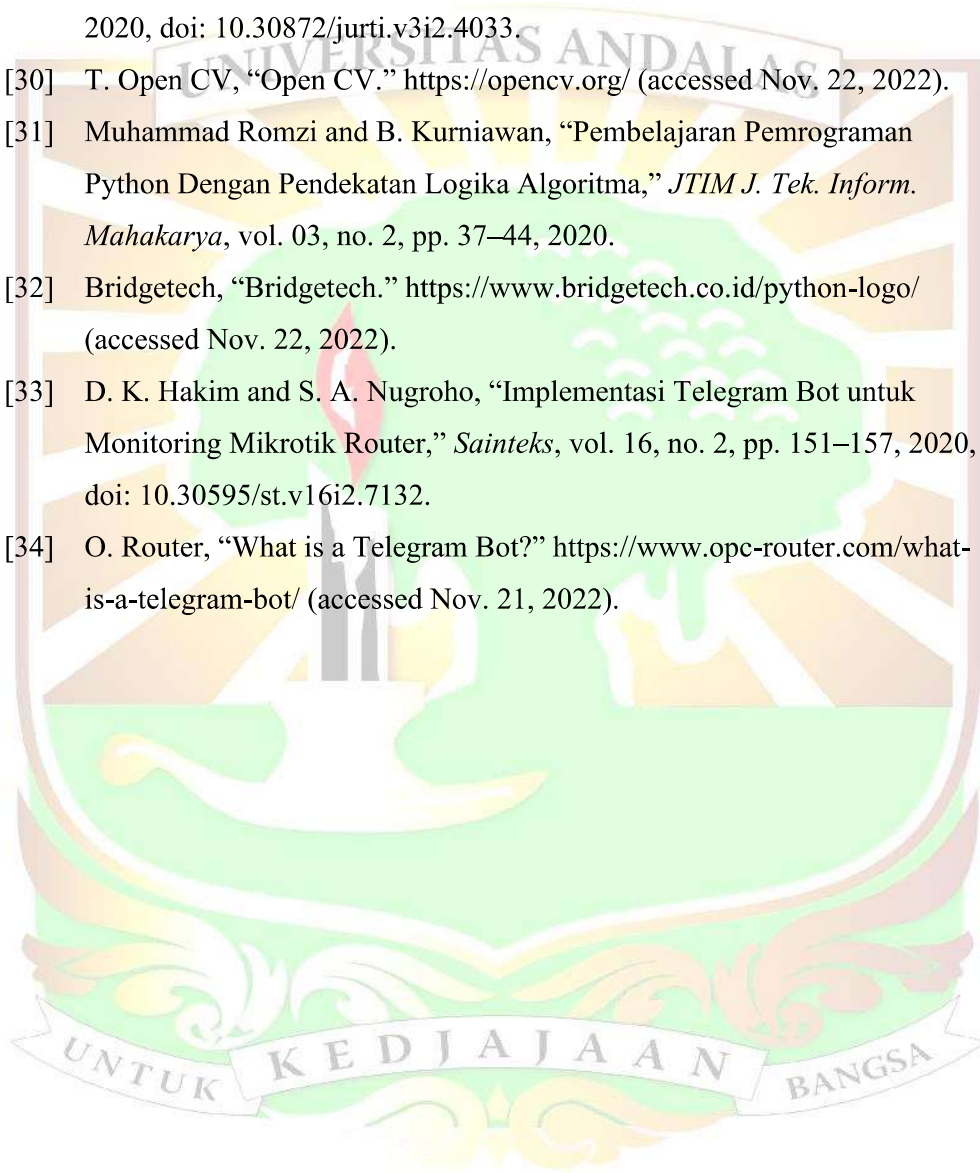 2020, doi: 10.30872/jurti.v3i2.4033.
UNIVERSITAS ANDALAS
[30] T. Open CV, “Open CV.” https://opencv.org/ (accessed Nov. 22, 2022).
[31] Muhammad Romzi and B. Kurniawan, “Pembelajaran Pemrograman
Python Dengan Pendekatan Logika Algoritma,” JTIM J. Tek. Inform.
Mahakarya, vol. 03, no. 2, pp. 37–44, 2020.
[32] Bridgetech, “Bridgetech.” https://www.bridgetech.co.id/python-logo/
(accessed Nov. 22, 2022).
[33] D. K. Hakim and S. A. Nugroho, “Implementasi Telegram Bot untuk
Monitoring Mikrotik Router,” Sainteks, vol. 16, no. 2, pp. 151–157, 2020,
doi: 10.30595/st.v16i2.7132.
[34] O. Router, “What is a Telegram Bot?” https://www.opc-router.com/what-
is-a-telegram-bot/ (accessed Nov. 21, 2022).
UNTUK KEDJAJAAN BANGSA